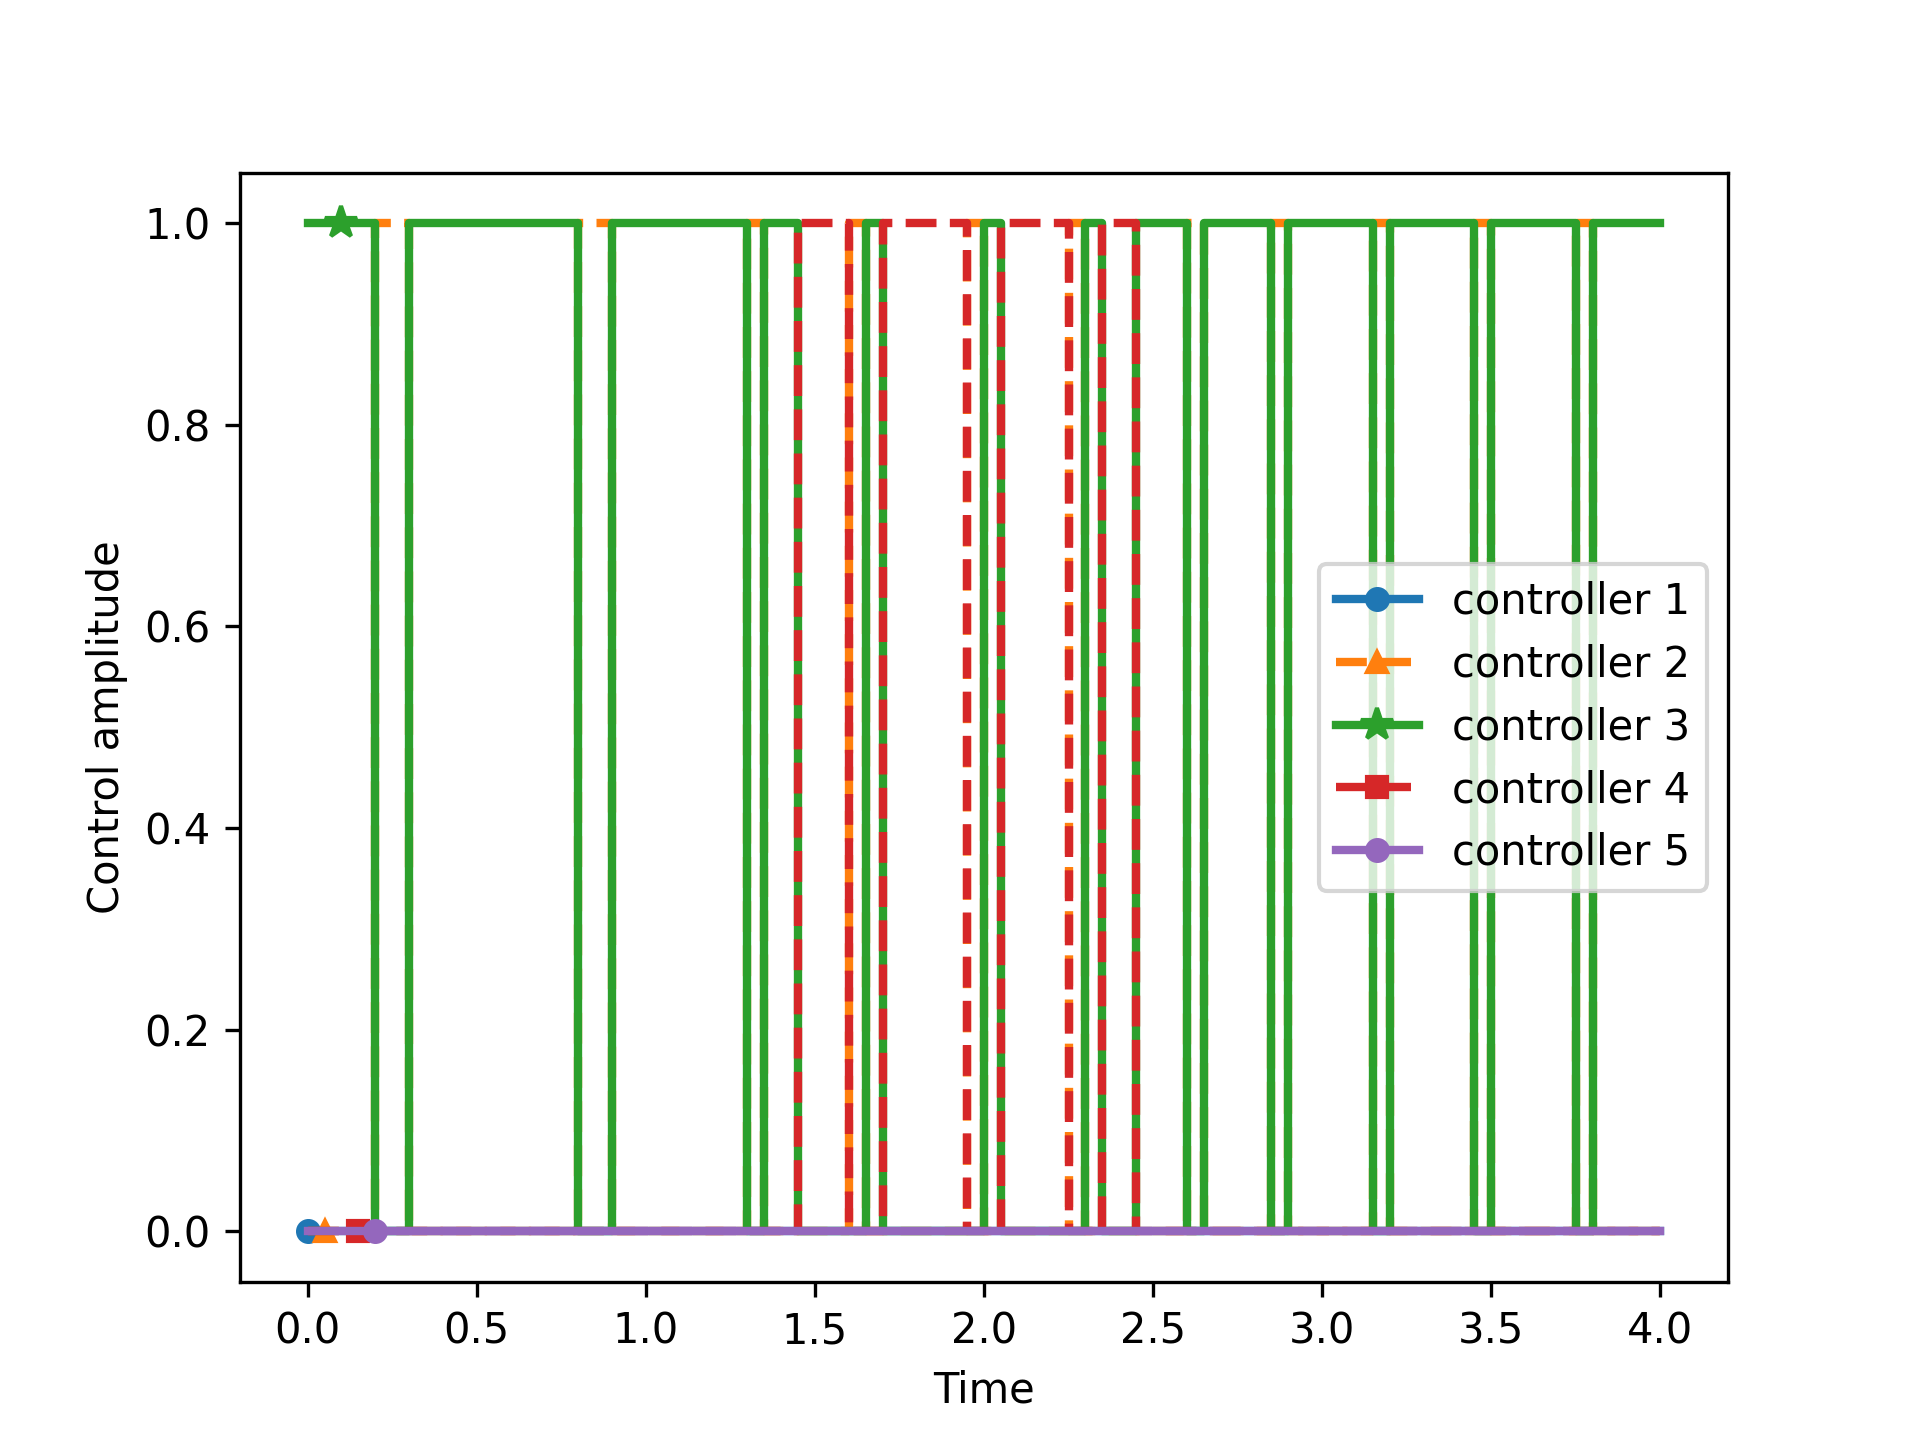 1.0
0.8
0.6
0.4
0.2
0.0
Control amplitude
controller 1
controller 2
controller 3
controller 4
controller 5
0.0 0.5 1.0 1.5 2.0 2.5 3.0 3.5 4.0
Time